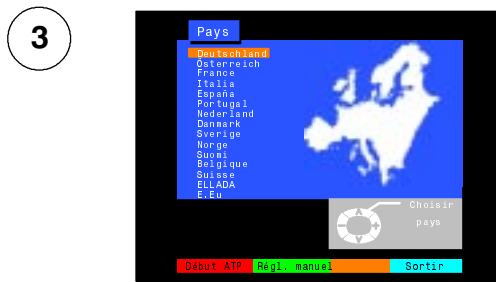 3
Pays
Deutschland
Österreich
France
Italia
España
Portugal
Nederland
Danmark
Sverige
Norge
Suomi
Belgique
Suisse
ELLADA
E.Eu
Choisir
pays
Début ATP Régl. manuel Sortir